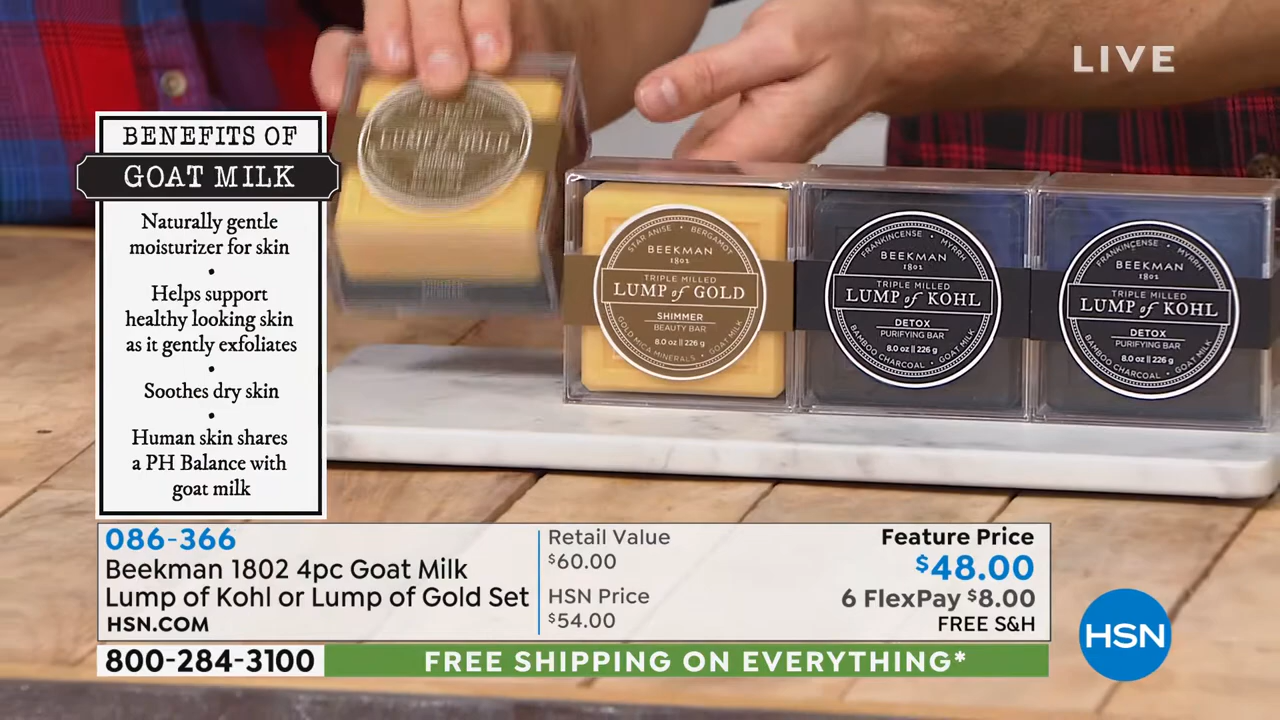 LIVE
BENEFITS OF
GOAT MILK
Naturally gentle
moisturizer for skin
•
Helps support
healthy looking skin
as it gently exfoliates
•
Soothes dry skin
•
Human skin shares
a PH Balance with
goat milk
STAR ANISE • BERGAMOT
BEEKMAN
1802
TRIPLE MILLED
LUMP of GOLD
SHIMMER
BEAUTY BAR
8.0 oz || 226 g
GOLD MICA MINERALS • GOAT MILK
FRANKINCENSE • MYRRH
BEEKMAN
1802
TRIPLE MILLED
LUMP of KOHL
DETOX
PURIFYING BAR
8.0 oz || 226 g
BAMBOO CHARCOAL • GOAT MILK
FRANKINCENSE • MYRRH
BEEKMAN
1802
TRIPLE MILLED
LUMP of KOHL
DETOX
PURIFYING BAR
8.0 oz || 226 g
BAMBOO CHARCOAL • GOAT MILK
086-366
Beekman 1802 4pc Goat Milk
Lump of Kohl or Lump of Gold Set
HSN.COM
Retail Value
$60.00
HSN Price
$54.00
Feature Price
$48.00
6 FlexPay $8.00
FREE S&H
HSN
800-284-3100
FREE SHIPPING ON EVERYTHING*